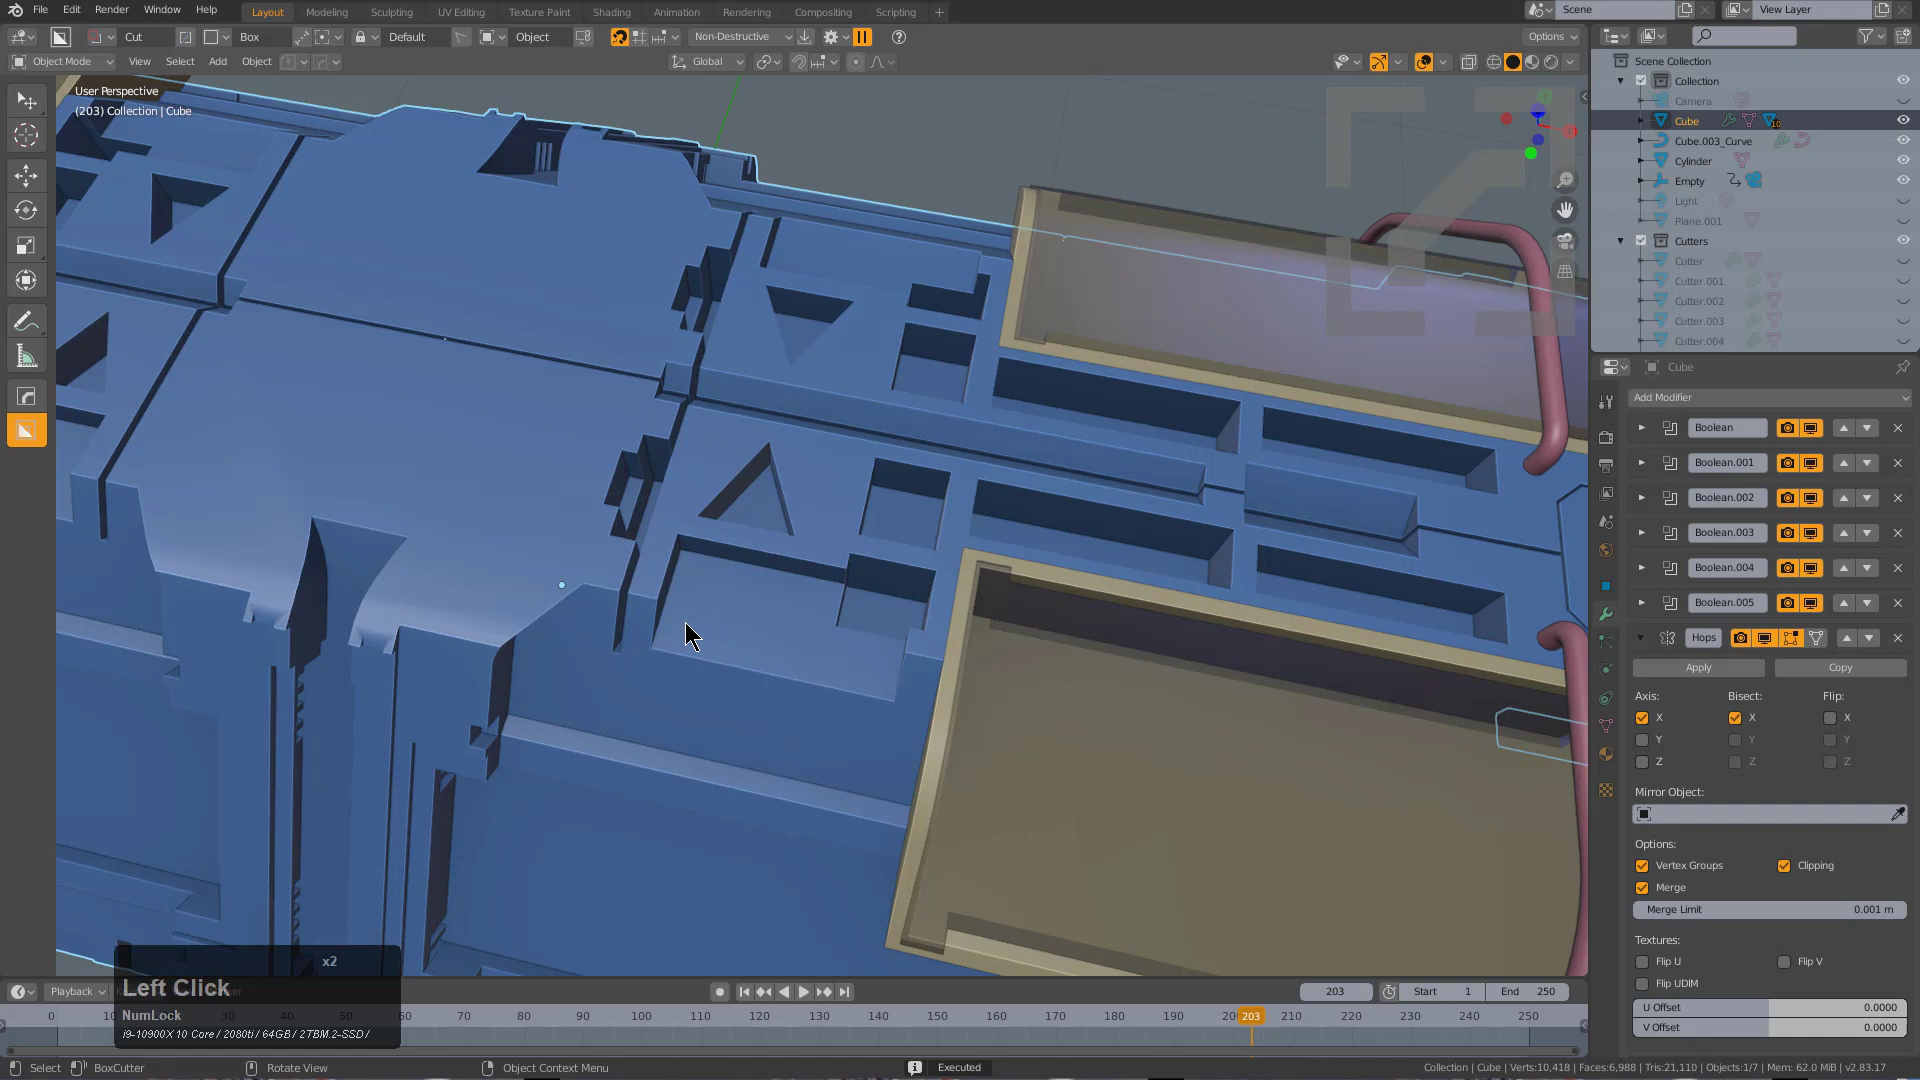 File Edit Render Window Help Layout Modeling Sculpting UV Editing Texture Paint Shading Animation Rendering Compositing Scripting + Scene View Layer
Cut Box Default Object Non-Destructive Options
Object Mode View Select Add Object Global
User Perspective
(203) Collection | Cube
Scene Collection
Collection
Camera
Cube
10
Cube.003_Curve
Cylinder
Empty
Light
Plane.001
Cutters
Cutter
Cutter.001
Cutter.002
Cutter.003
Cutter.004
Cube
Add Modifier
Boolean
Boolean.001
Boolean.002
Boolean.003
Boolean.004
Boolean.005
Hops
Apply Copy
Axis: Bisect: Flip:
X X X
Y Y Y
Z Z Z
Mirror Object:
Options:
Vertex Groups Clipping
Merge
Merge Limit 0.001 m
Textures:
Flip U Flip V
Flip UDIM
U Offset 0.0000
V Offset 0.0000
x2
Left Click
NumLock
i9-10900X 10 Core / 2080ti / 64GB / 2TBM.2-SSD /
Playback 203 Start 1 End 250
0 10 40 50 60 70 80 90 100 110 120 130 140 150 160 170 180 190 203 210 220 230 240 250
Select BoxCutter Rotate View Object Context Menu Executed Collection | Cube | Verts:10,418 | Faces:6,988 | Tris:21,110 | Objects:1/7 | Mem: 62.0 MiB | v2.83.17